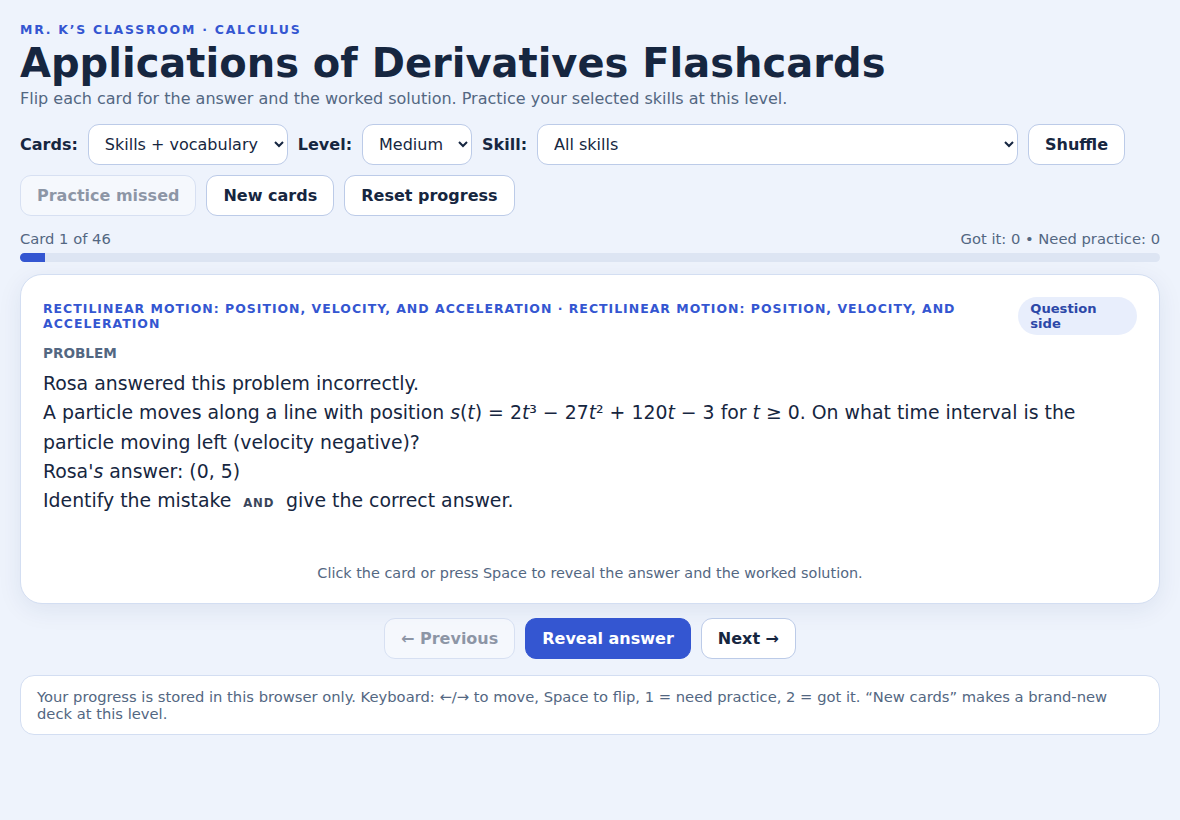 MR. K’S CLASSROOM · CALCULUS
Applications of Derivatives Flashcards
Flip each card for the answer and the worked solution. Practice your selected skills at this level.
Cards: Skills + vocabulary Level: Medium Skill: All skills Shuffle
Practice missed New cards Reset progress
Card 1 of 46 Got it: 0 • Need practice: 0
RECTILINEAR MOTION: POSITION, VELOCITY, AND ACCELERATION · RECTILINEAR MOTION: POSITION, VELOCITY, AND
ACCELERATION
Question
side
PROBLEM
Rosa answered this problem incorrectly.
A particle moves along a line with position s(t) = 2t³ − 27t² + 120t − 3 for t ≥ 0. On what time interval is the
particle moving left (velocity negative)?
Rosa's answer: (0, 5)
Identify the mistake AND give the correct answer.
Click the card or press Space to reveal the answer and the worked solution.
← Previous Reveal answer Next →
Your progress is stored in this browser only. Keyboard: ←/→ to move, Space to flip, 1 = need practice, 2 = got it. “New cards” makes a brand-new
deck at this level.